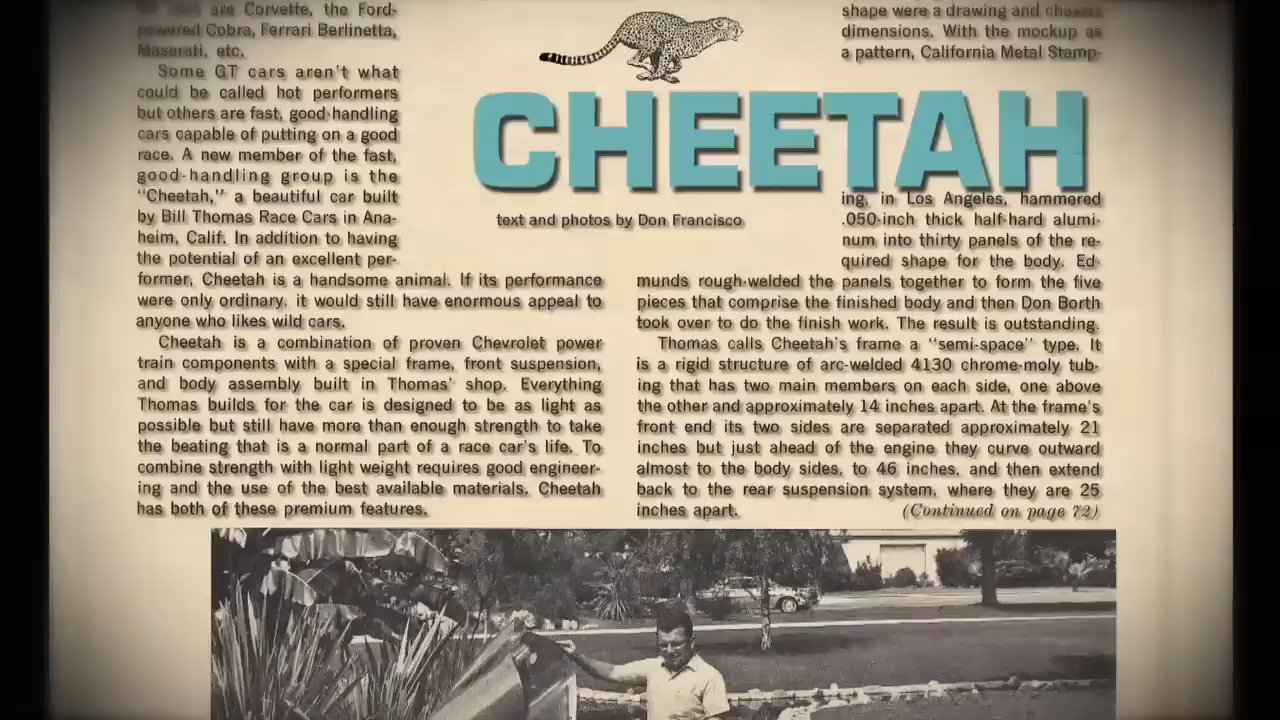 are Corvette, the Ford-
powered Cobra, Ferrari Berlinetta,
Maserati, etc.
Some GT cars aren't what
could be called hot performers
but others are fast, good-handling
cars capable of putting on a good
race. A new member of the fast,
good-handling group is the
"Cheetah," a beautiful car built
by Bill Thomas Race Cars in Ana-
heim, Calif. In addition to having
the potential of an excellent per-
former, Cheetah is a handsome animal. If its performance
were only ordinary, it would still have enormous appeal to
anyone who likes wild cars.
Cheetah is a combination of proven Chevrolet power
train components with a special frame, front suspension,
and body assembly built in Thomas' shop. Everything
Thomas builds for the car is designed to be as light as
possible but still have more than enough strength to take
the beating that is a normal part of a race car's life. To
combine strength with light weight requires good engineer-
ing and the use of the best available materials. Cheetah
has both of these premium features.
CHEETAH
text and photos by Don Francisco
shape were a drawing and chassis
dimensions. With the mockup as
a pattern, California Metal Stamp-
ing, in Los Angeles, hammered
.050-inch thick half-hard alumi-
num into thirty panels of the re-
quired shape for the body. Ed
munds rough-welded the panels together to form the five
pieces that comprise the finished body and then Don Borth
took over to do the finish work. The result is outstanding.
Thomas calls Cheetah's frame a "semi-space" type. It
is a rigid structure of arc-welded 4130 chrome-moly tub-
ing that has two main members on each side, one above
the other and approximately 14 inches apart. At the frame's
front end its two sides are separated approximately 21
inches but just ahead of the engine they curve outward
almost to the body sides, to 46 inches, and then extend
back to the rear suspension system, where they are 25
inches apart. (Continued on page 72)